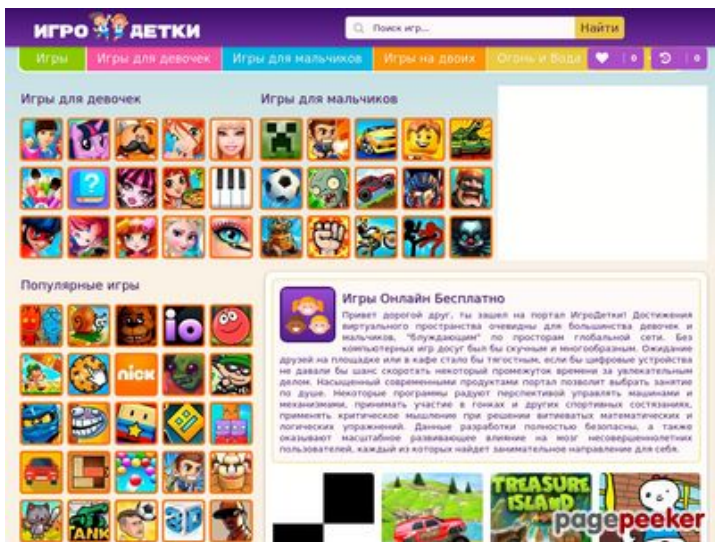 ИГРО ДЕТКИ
Поиск игр...
Найти
Игры
Игры для девочек
Игры для мальчиков
Игры на двоих
Огонь и Вода
0
0
Игры для девочек
Игры для мальчиков
Популярные игры
io
nick
TANK
3D
Игры Онлайн Бесплатно
Привет дорогой друг, ты зашел на портал ИгроДетки! Достижения
виртуального пространства очевидны для большинства девочек и
мальчиков, "блуждающим" по просторам глобальной сети. Без
компьютерных игр досуг был бы скучным и многообразным. Ожидание
друзей на площадке или в кафе стало бы тягостным, если бы цифровые устройства
не давали бы шанс скоротать некоторый промежуток времени за увлекательным
делом. Насыщенный современными продуктами портал позволит выбрать занятие
по душе. Некоторые программы радуют перспективой управлять машинами и
механизмами, принимать участие в гонках и других спортивных состязаниях,
применять критическое мышление при решении витиеватых математических и
логических упражнений. Данные разработки полностью безопасны, а также
оказывают масштабное развивающее влияние на мозг несовершеннолетних
пользователей, каждый из которых найдет занимательное направление для себя.
TREASURE
ISLAND
pagepeeker